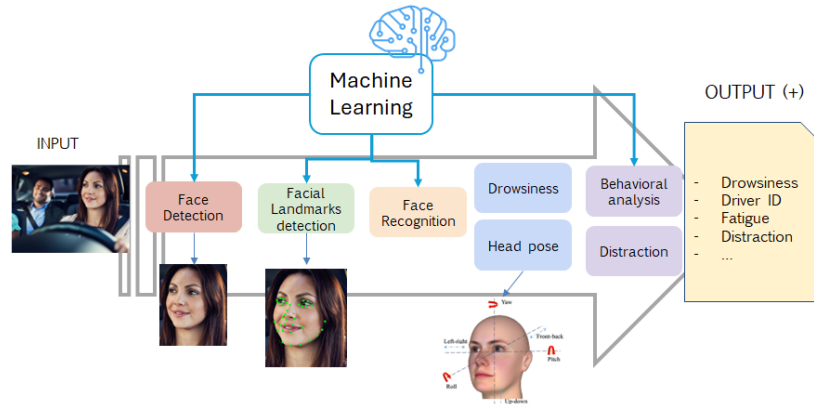 Machine
Learning
OUTPUT (+)
INPUT
Face
Detection
Facial
Landmarks
detection
Face
Recognition
Drowsiness
Head pose
Behavioral
analysis
Distraction
- Drowsiness
- Driver ID
- Fatigue
- Distraction
- ...
Yaw
Left-right
Front-back
Pitch
Roll
Up-down